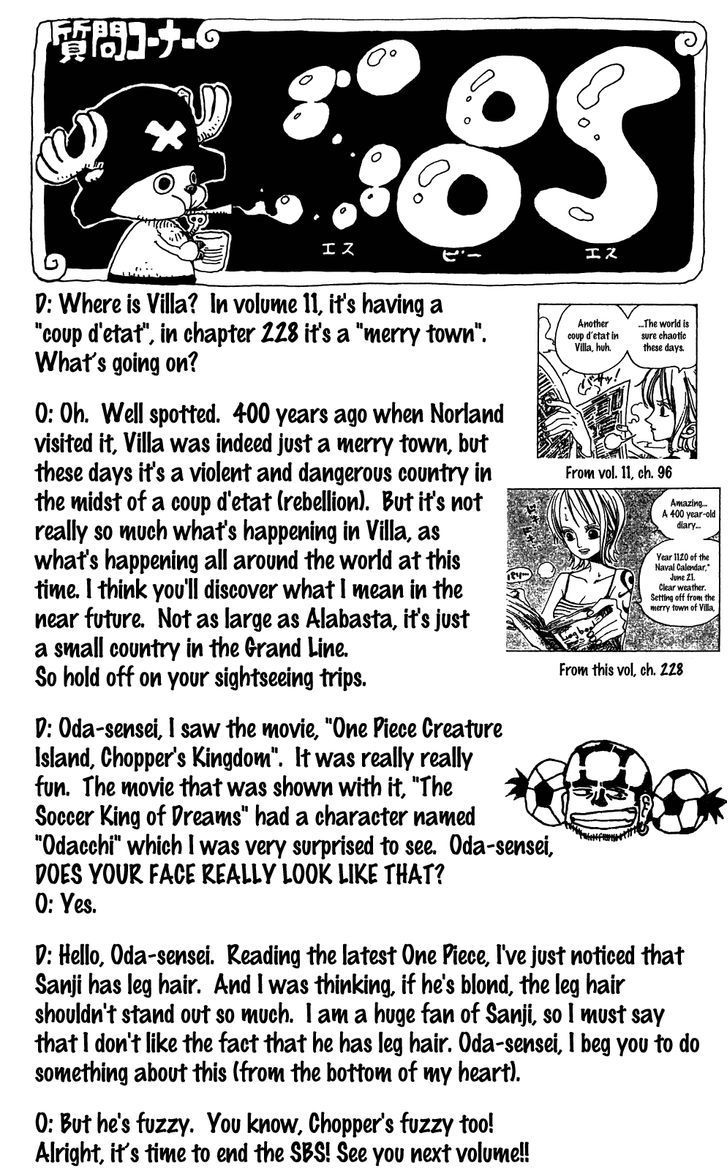 質問コーナー
SBS
エス
ビー
エス
D: Where is Villa? In volume 11, it's having a
"coup d'etat", in chapter 228 it's a "merry town".
What's going on?
Another
coup d'etat in
Villa, huh.
...The world is
sure chaotic
these days.
From vol. 11, ch. 96
O: Oh. Well spotted. 400 years ago when Norland
visited it, Villa was indeed just a merry town, but
these days it's a violent and dangerous country in
the midst of a coup d'etat (rebellion). But it's not
really so much what's happening in Villa, as
what's happening all around the world at this
time. I think you'll discover what I mean in the
near future. Not as large as Alabasta, it's just
a small country in the Grand Line.
So hold off on your sightseeing trips.
Amazing...
A 400 year-old
diary...
Year 1120 of the
Naval Calendar,"
June 21.
Clear weather.
Setting off from the
merry town of Villa,
From this vol, ch. 228
D: Oda-sensei, I saw the movie, "One Piece Creature
Island, Chopper's Kingdom". It was really really
fun. The movie that was shown with it, "The
Soccer King of Dreams" had a character named
"Odacchi" which I was very surprised to see. Oda-sensei,
DOES YOUR FACE REALLY LOOK LIKE THAT?
O: Yes.
D: Hello, Oda-sensei. Reading the latest One Piece, I've just noticed that
Sanji has leg hair. And I was thinking, if he's blond, the leg hair
shouldn't stand out so much. I am a huge fan of Sanji, so I must say
that I don't like the fact that he has leg hair. Oda-sensei, I beg you to do
something about this (from the bottom of my heart).
O: But he's fuzzy. You know, Chopper's fuzzy too!
Alright, it's time to end the SBS! See you next volume!!